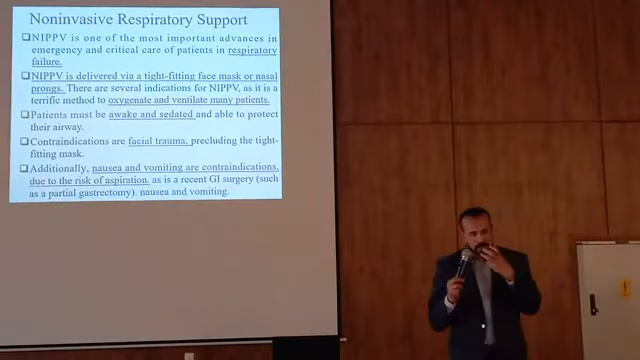 Noninvasive Respiratory Support
❑NIPPV is one of the most important advances in
emergency and critical care of patients in respiratory
failure.
❑NIPPV is delivered via a tight-fitting face mask or nasal
prongs. There are several indications for NIPPV, as it is a
terrific method to oxygenate and ventilate many patients.
❑Patients must be awake and sedated and able to protect
their airway.
❑Contraindications are facial trauma, precluding the tight-
fitting mask.
❑Additionally, nausea and vomiting are contraindications,
due to the risk of aspiration. as is a recent GI surgery (such
as a partial gastrectomy). nausea and vomiting.